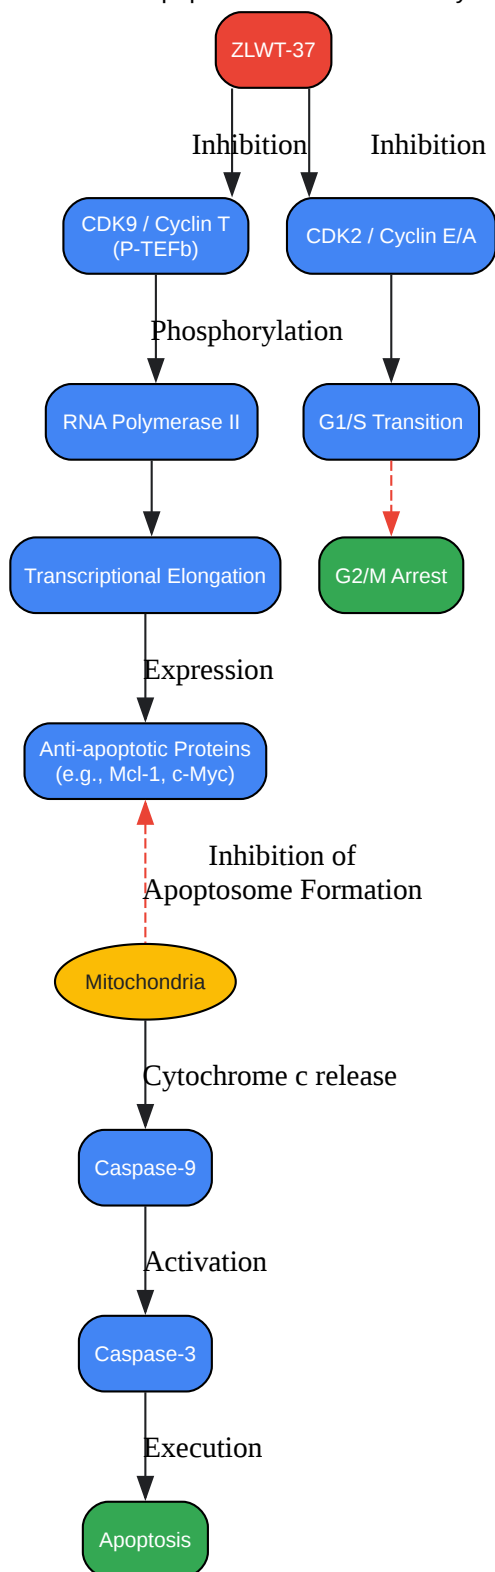 ZLWT-37
Inhibition
Inhibition
CDK9 / Cyclin T
(P-TEFb)
CDK2 / Cyclin E/A
Phosphorylation
RNA Polymerase II
G1/S Transition
Transcriptional Elongation
G2/M Arrest
Expression
Anti-apoptotic Proteins
(e.g., Mcl-1, c-Myc)
Inhibition of
Apoptosome Formation
Mitochondria
Cytochrome c release
Caspase-9
Activation
Caspase-3
Execution
Apoptosis